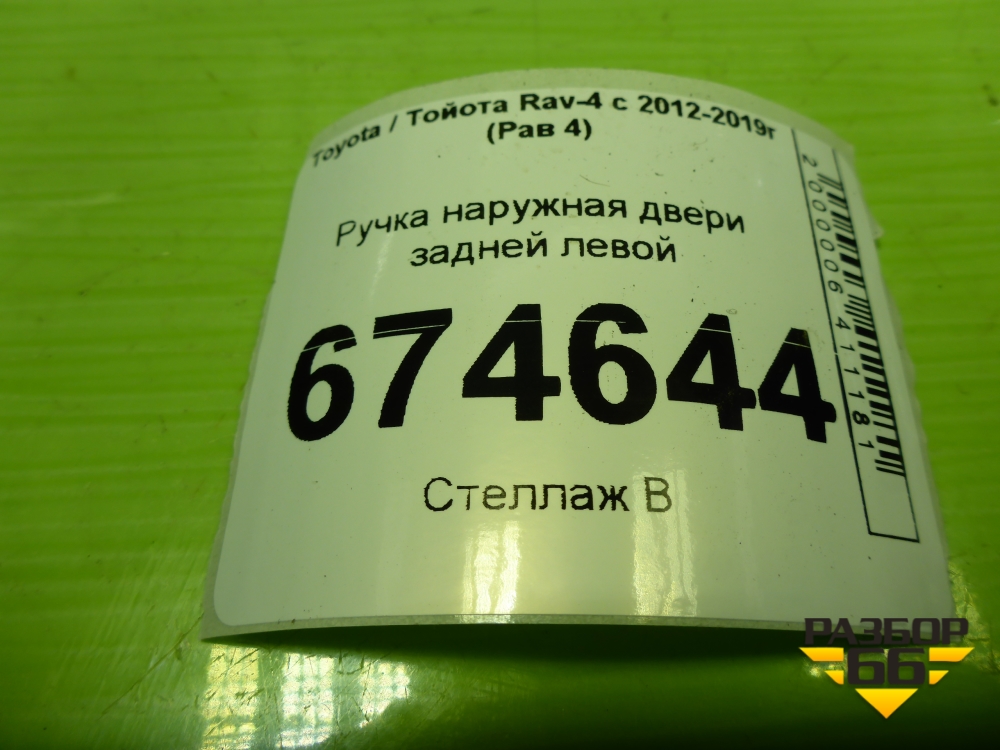 Toyota / Тойота Rav-4 с 2012-2019г
(Рав 4)
Ручка наружная двери
задней левой
674644
Стеллаж В
2000006411181
РАЗБОР
66